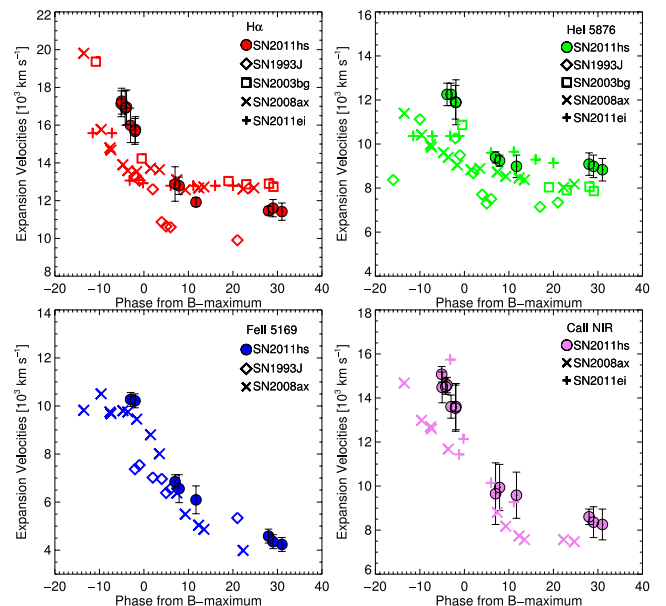 Hα
SN2011hs
SN1993J
SN2003bg
SN2008ax
SN2011ei
22
20
18
16
14
12
10
8
Expansion Velocities [10³ km s⁻¹]
-20 -10 0 10 20 30 40
Phase from B-maximum
HeI 5876
SN2011hs
SN1993J
SN2003bg
SN2008ax
SN2011ei
16
14
12
10
8
6
4
Expansion Velocities [10³ km s⁻¹]
-20 -10 0 10 20 30 40
Phase from B-maximum
FeII 5169
SN2011hs
SN1993J
SN2008ax
14
12
10
8
6
4
Expansion Velocities [10³ km s⁻¹]
-20 -10 0 10 20 30 40
Phase from B-maximum
CaII NIR
SN2011hs
SN2008ax
SN2011ei
18
16
14
12
10
8
6
Expansion Velocities [10³ km s⁻¹]
-20 -10 0 10 20 30 40
Phase from B-maximum